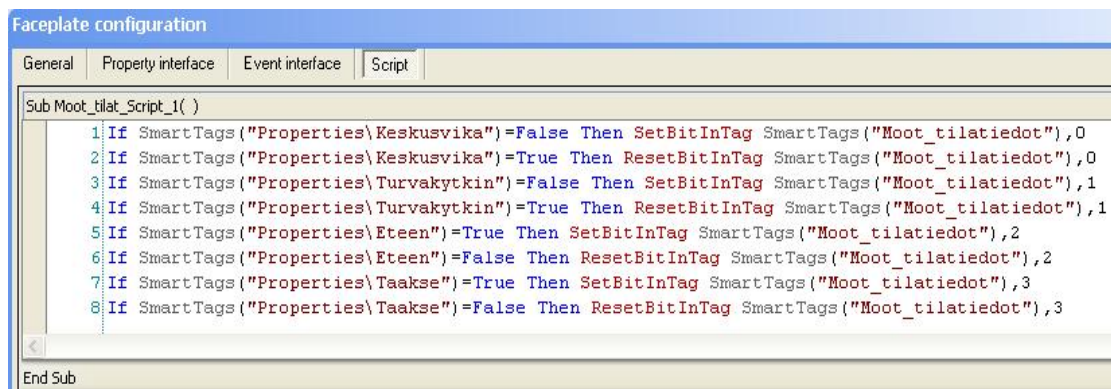 Faceplate configuration
General Property interface Event interface Script
Sub Moot_tilat_Script_1( )
1 If SmartTags("Properties\Keskusvika")=False Then SetBitInTag SmartTags("Moot_tilatiedot"),0
2 If SmartTags("Properties\Keskusvika")=True Then ResetBitInTag SmartTags("Moot_tilatiedot"),0
3 If SmartTags("Properties\Turvakytkin")=False Then SetBitInTag SmartTags("Moot_tilatiedot"),1
4 If SmartTags("Properties\Turvakytkin")=True Then ResetBitInTag SmartTags("Moot_tilatiedot"),1
5 If SmartTags("Properties\Eteen")=True Then SetBitInTag SmartTags("Moot_tilatiedot"),2
6 If SmartTags("Properties\Eteen")=False Then ResetBitInTag SmartTags("Moot_tilatiedot"),2
7 If SmartTags("Properties\Taakse")=True Then SetBitInTag SmartTags("Moot_tilatiedot"),3
8 If SmartTags("Properties\Taakse")=False Then ResetBitInTag SmartTags("Moot_tilatiedot"),3
End Sub